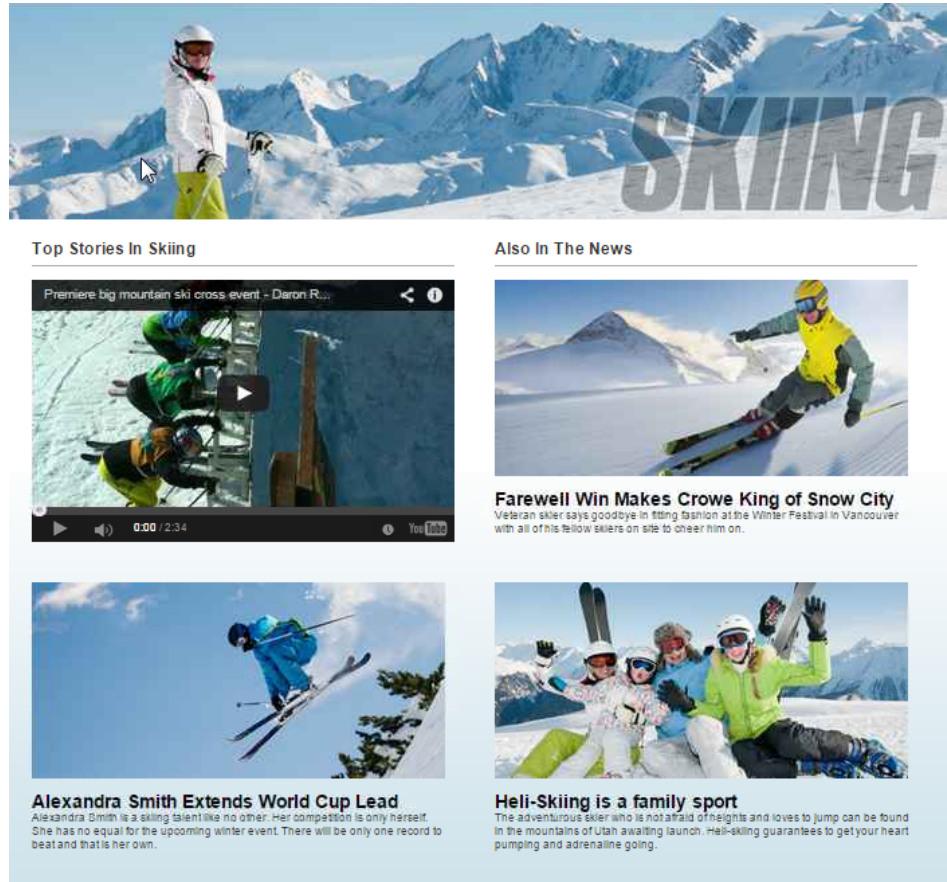 SKIING
Top Stories In Skiing
Premiere big mountain ski cross event - Daron R...
0:00 / 2:34
YouTube
Alexandra Smith Extends World Cup Lead
Alexandra Smith is a skiing talent like no other. Her competition is only herself.
She has no equal for the upcoming winter event. There will be only one record to
beat and that is her own.
Also In The News
Farewell Win Makes Crowe King of Snow City
Veteran skier says goodbye in fitting fashion at the Winter Festival in Vancouver
with all of his fellow skiers on site to cheer him on.
Heli-Skiing is a family sport
The adventurous skier who is not afraid of heights and loves to jump can be found
in the mountains of Utah awaiting launch. Heli-skiing guarantees to get your heart
pumping and adrenaline going.